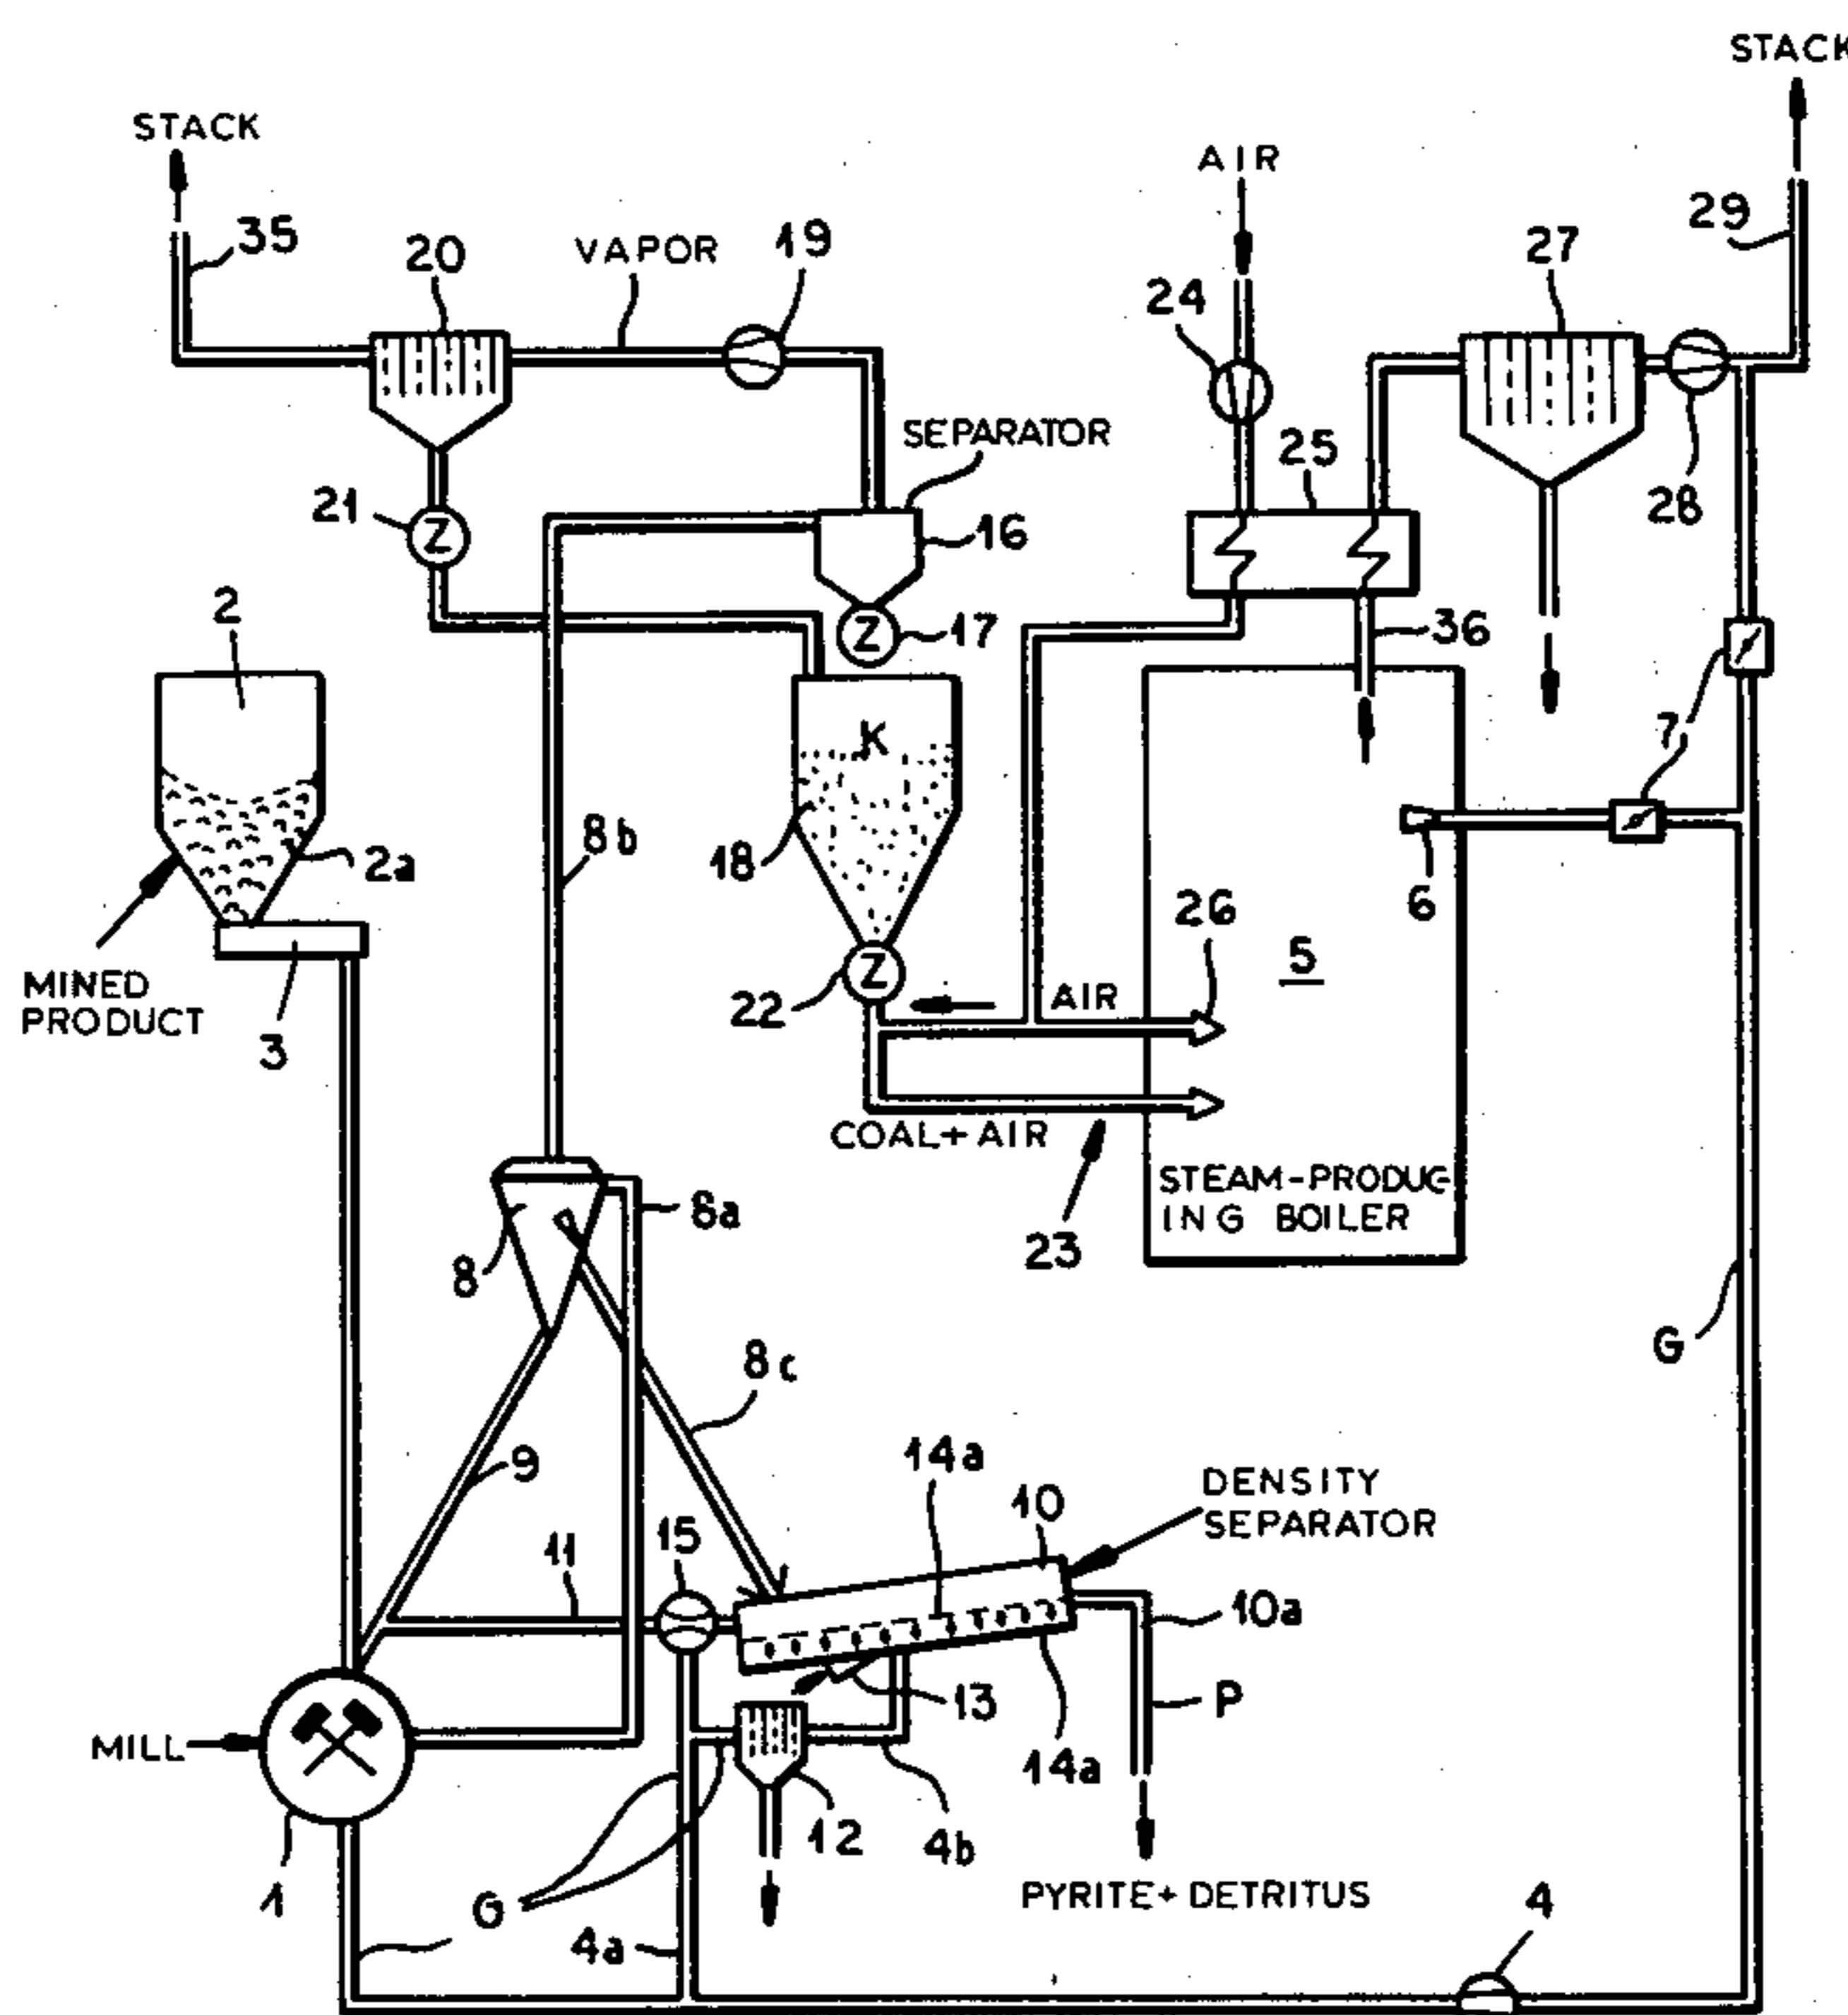 STACK
STACK
AIR
35
20
VAPOR
19
24
27
29
SEPARATOR
25
21
Z
16
28
2
Z
17
36
K
7
8b
18
2a
26
6
5
Z
MINED
PRODUCT
3
22
AIR
COAL+AIR
STEAM-PRODUC-
ING BOILER
8a
23
8
8c
G
9
14a
10
DENSITY
SEPARATOR
15
11
10a
P
13
MILL
14a
12
4b
1
G
4a
PYRITE+ DETRITUS
4